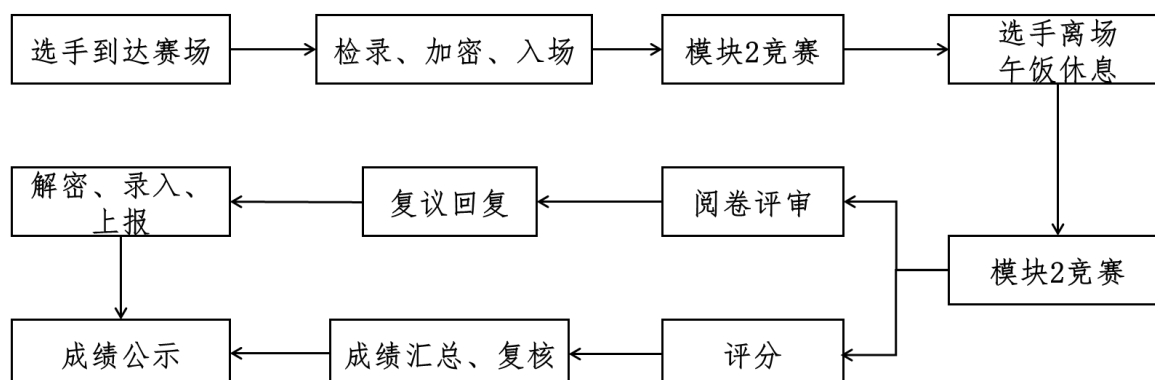 选手到达赛场
检录、加密、入场
模块2竞赛
选手离场
午饭休息
解密、录入、
上报
复议回复
阅卷评审
模块2竞赛
成绩公示
成绩汇总、复核
评分